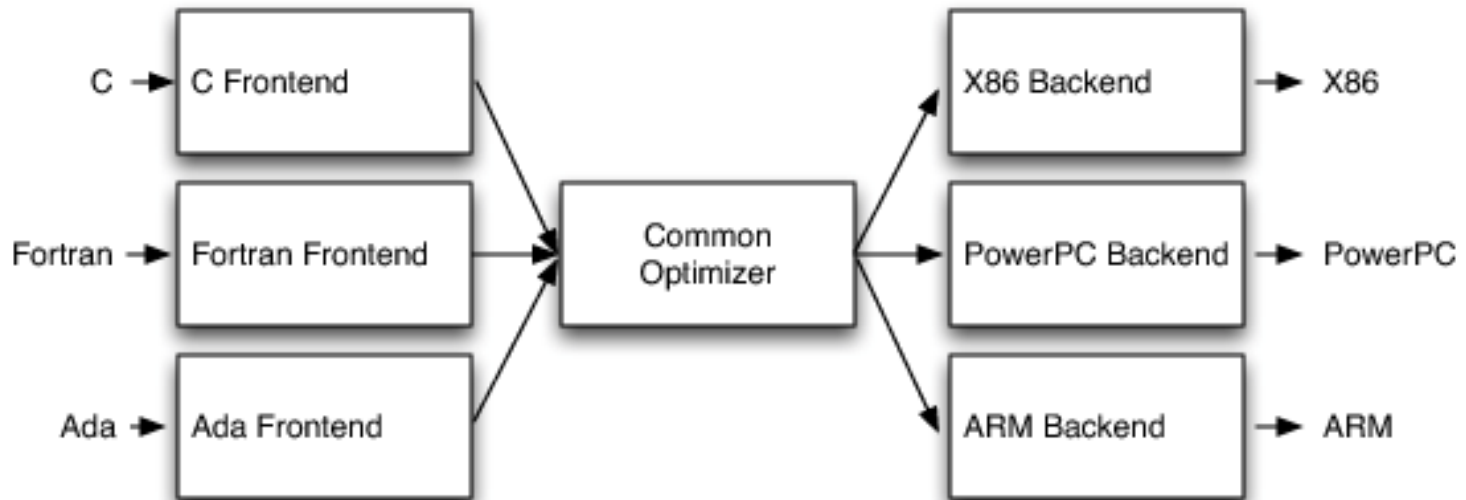 C
C Frontend
X86 Backend
X86
Fortran
Fortran Frontend
Common
Optimizer
PowerPC Backend
PowerPC
Ada
Ada Frontend
ARM Backend
ARM